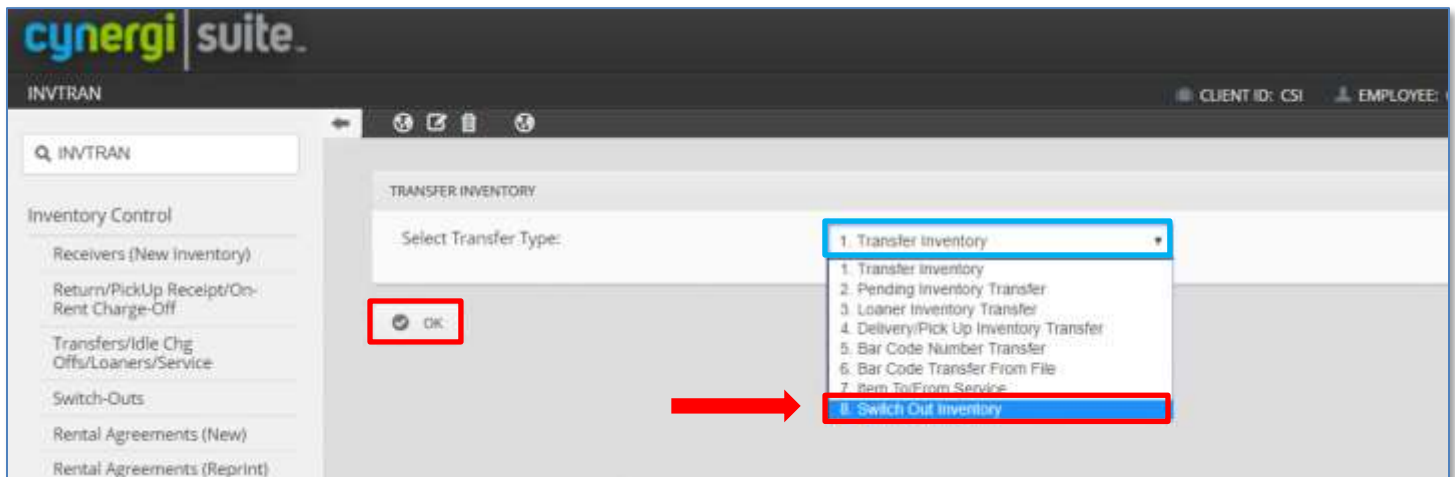 cynergi suite
INVTRAN
CLIENT ID: CSI EMPLOYEE:
INVTRAN
TRANSFER INVENTORY
Inventory Control
Select Transfer Type:
1. Transfer Inventory
Receivers (New Inventory)
1. Transfer Inventory
2. Pending Inventory Transfer
3. Loaner Inventory Transfer
4. Delivery/Pick Up Inventory Transfer
5. Bar Code Number Transfer
6. Bar Code Transfer From File
7. Item To/From Service
8. Switch Out Inventory
Return/PickUp Receipt/On-
Rent Charge-Off
OK
Transfers/Idle Chg
Offs/Loaners/Service
Switch-Outs
Rental Agreements (New)
Rental Agreements (Reprint)